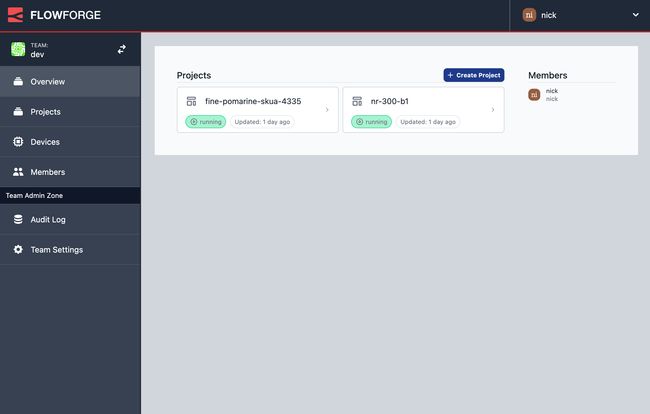 FLOWFORGE
ni nick
TEAM:
dev
Overview
Projects
Devices
Members
Team Admin Zone
Audit Log
Team Settings
Projects
+ Create Project
fine-pomarine-skua-4335
running
Updated: 1 day ago
nr-300-b1
running
Updated: 1 day ago
Members
ni
nick
nick